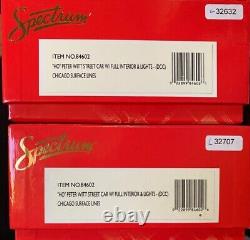 Spectrum
32632
ITEM NO.84602
"HO" PETER WITT STREET CAR W/ FULL INTERIOR & LIGHTS - (DCC)
CHICAGO SURFACE LINES
Spectrum
L 32707
ITEM NO.84602
"HO" PETER WITT STREET CAR W/ FULL INTERIOR & LIGHTS - (DCC)
CHICAGO SURFACE LINES